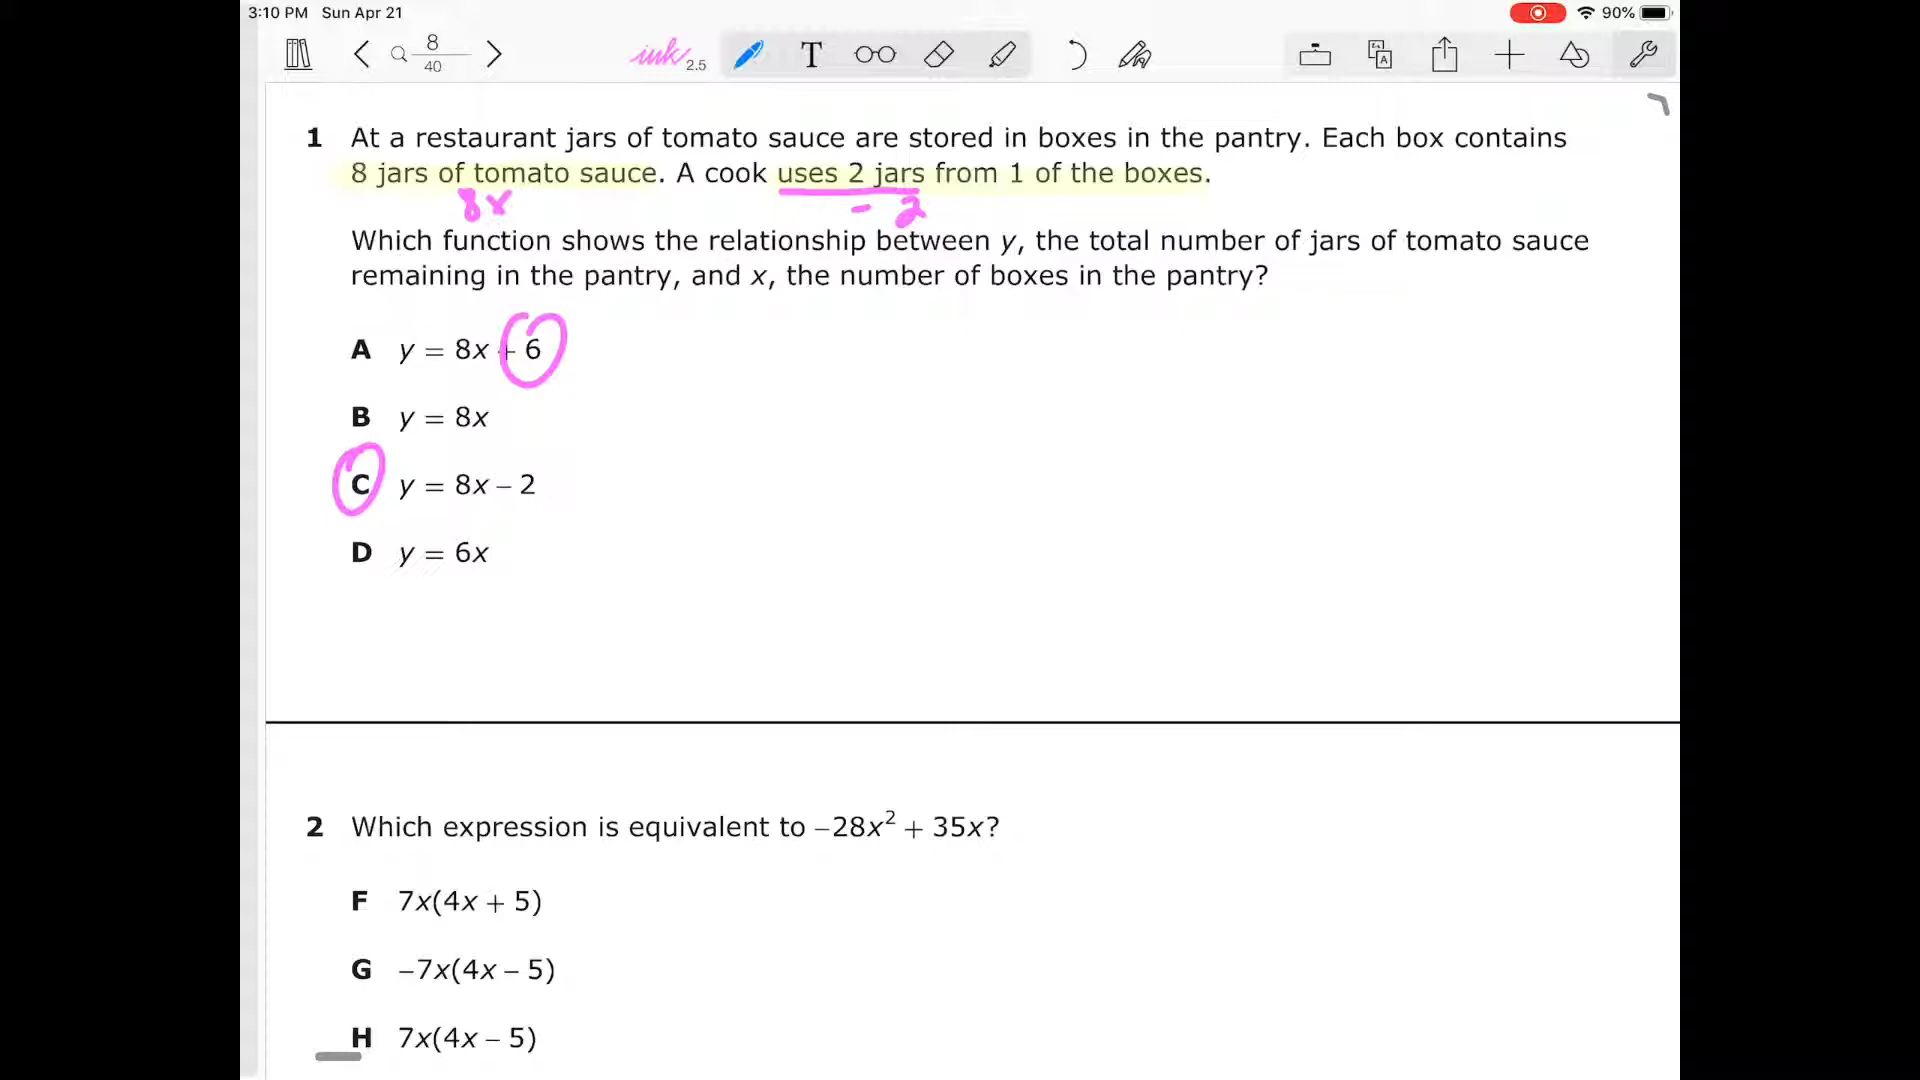 3:10 PM Sun Apr 21
90%
8
40
ink 2.5
T
A
1 At a restaurant jars of tomato sauce are stored in boxes in the pantry. Each box contains
8 jars of tomato sauce. A cook uses 2 jars from 1 of the boxes.
8x - 2
Which function shows the relationship between y, the total number of jars of tomato sauce
remaining in the pantry, and x, the number of boxes in the pantry?
A y = 8x + 6
B y = 8x
C y = 8x – 2
D y = 6x
2 Which expression is equivalent to –28x² + 35x?
F 7x(4x + 5)
G –7x(4x – 5)
H 7x(4x – 5)